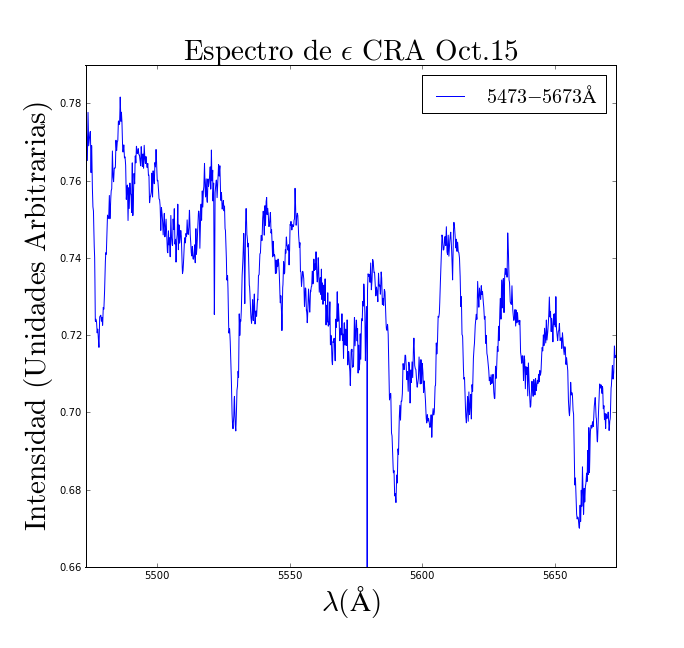 Espectro de ϵ CRA Oct.15
5473−5673Å
Intensidad (Unidades Arbitrarias)
0.78
0.76
0.74
0.72
0.70
0.68
0.66
5500 5550 5600 5650
λ(Å)